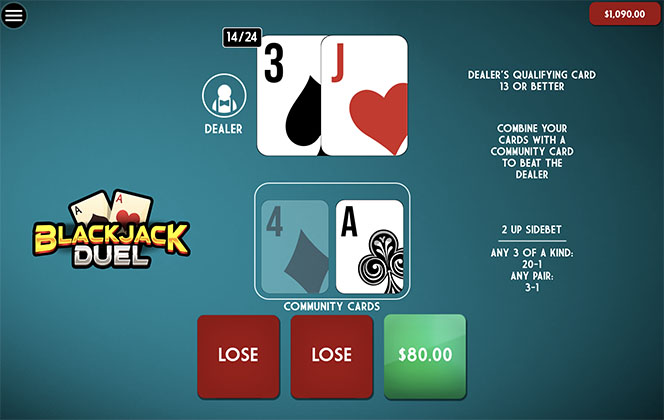 $1,090.00
14/24
3
J
DEALER
DEALER'S QUALIFYING CARD
13 OR BETTER
COMBINE YOUR
CARDS WITH A
COMMUNITY CARD
TO BEAT THE
DEALER
A
A
BLACKJACK
DUEL
4
A
COMMUNITY CARDS
2 UP SIDEBET
ANY 3 OF A KIND:
20-1
ANY PAIR:
3-1
LOSE
LOSE
$80.00